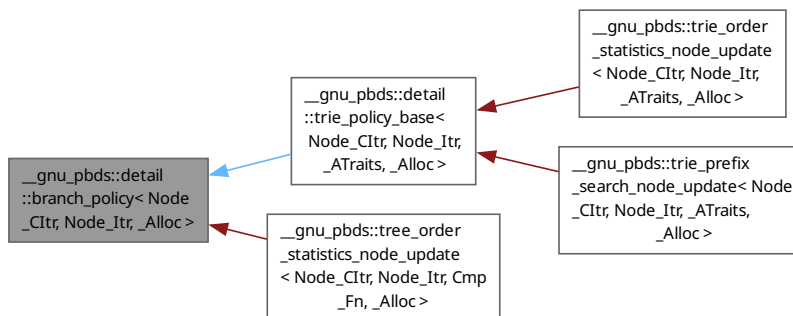 __gnu_pbds::trie_order
_statistics_node_update
< Node_CItr, Node_Itr,
_ATraits, _Alloc >
__gnu_pbds::detail
::trie_policy_base<
Node_CItr, Node_Itr,
_ATraits, _Alloc >
__gnu_pbds::trie_prefix
_search_node_update< Node
_CItr, Node_Itr, _ATraits,
_Alloc >
__gnu_pbds::detail
::branch_policy< Node
_CItr, Node_Itr, _Alloc >
__gnu_pbds::tree_order
_statistics_node_update
< Node_CItr, Node_Itr, Cmp
_Fn, _Alloc >